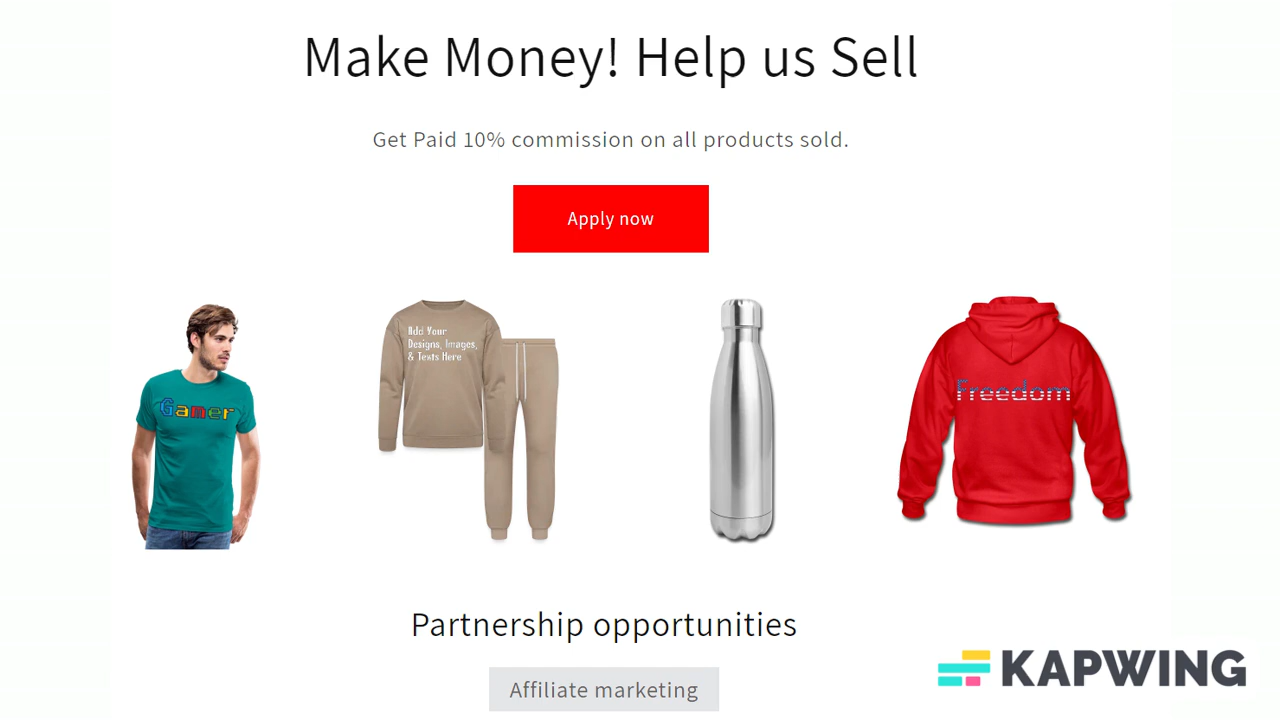 Make Money! Help us Sell
Get Paid 10% commission on all products sold.
Apply now
Gamer
Add Your
Designs, Images,
& Texts Here
Freedom
Partnership opportunities
Affiliate marketing
KAPWING